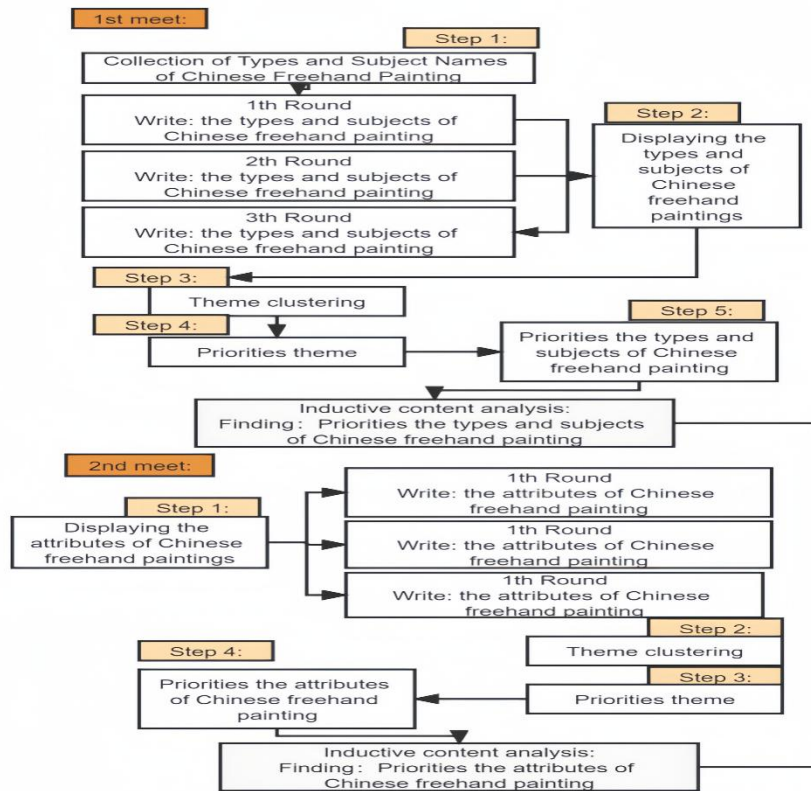 1st meet:
Step 1:
Collection of Types and Subject Names
of Chinese Freehand Painting
1th Round
Write: the types and subjects of
Chinese freehand painting
2th Round
Write: the types and subjects of
Chinese freehand painting
3th Round
Write: the types and subjects of
Chinese freehand painting
Step 2:
Displaying the
types and
subjects of
Chinese
freehand
paintings
Step 3:
Theme clustering
Step 4:
Priorities theme
Step 5:
Priorities the types and
subjects of Chinese
freehand painting
Inductive content analysis:
Finding: Priorities the types and subjects
of Chinese freehand painting
2nd meet:
Step 1:
Displaying the
attributes of Chinese
freehand paintings
1th Round
Write: the attributes of Chinese
freehand painting
1th Round
Write: the attributes of Chinese
freehand painting
1th Round
Write: the attributes of Chinese
freehand painting
Step 2:
Theme clustering
Step 3:
Priorities theme
Step 4:
Priorities the attributes
of Chinese freehand
painting
Inductive content analysis:
Finding: Priorities the attributes of
Chinese freehand painting